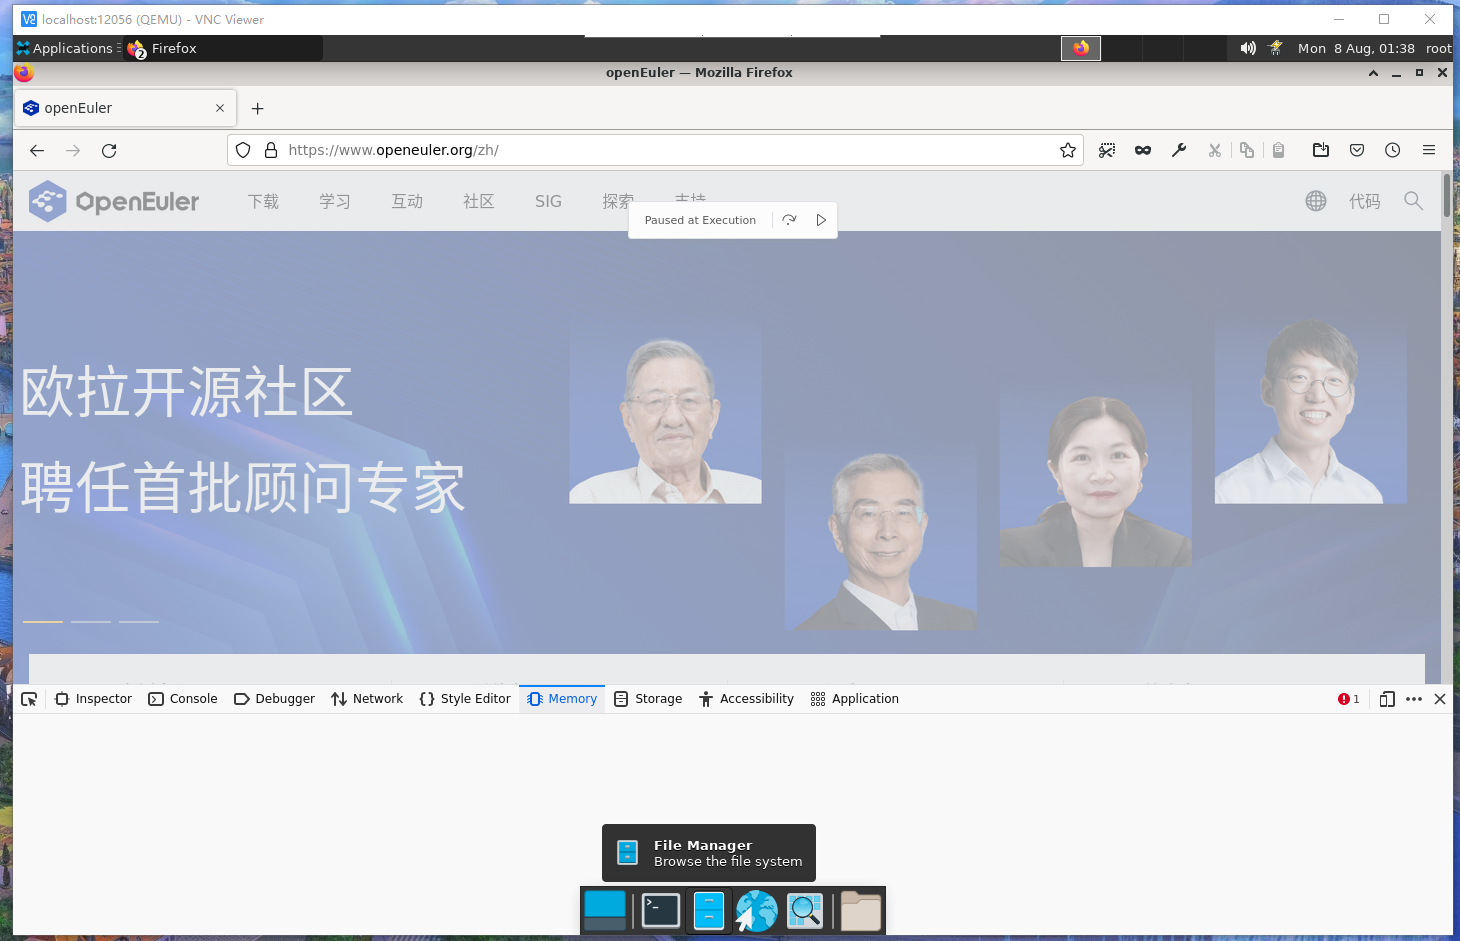 localhost:12056 (QEMU) - VNC Viewer
Applications
2
Firefox
Mon 8 Aug, 01:38 root
openEuler — Mozilla Firefox
openEuler
https://www.openeuler.org/zh/
OpenEuler
下载 学习 互动 社区 SIG 探索 支持
代码
Paused at Execution
欧拉开源社区
聘任首批顾问专家
Inspector Console Debugger Network Style Editor Memory Storage Accessibility Application
1
File Manager
Browse the file system